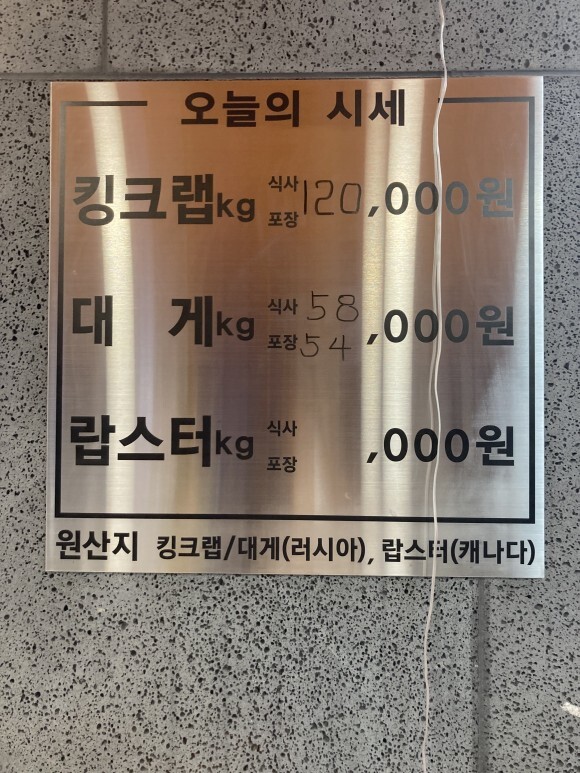 오늘의 시세
킹크랩kg 식사 포장 120,000원
대 게kg 식사 58 포장 54 ,000원
랍스터kg 식사 포장 ,000원
원산지 킹크랩/대게(러시아), 랍스터(캐나다)